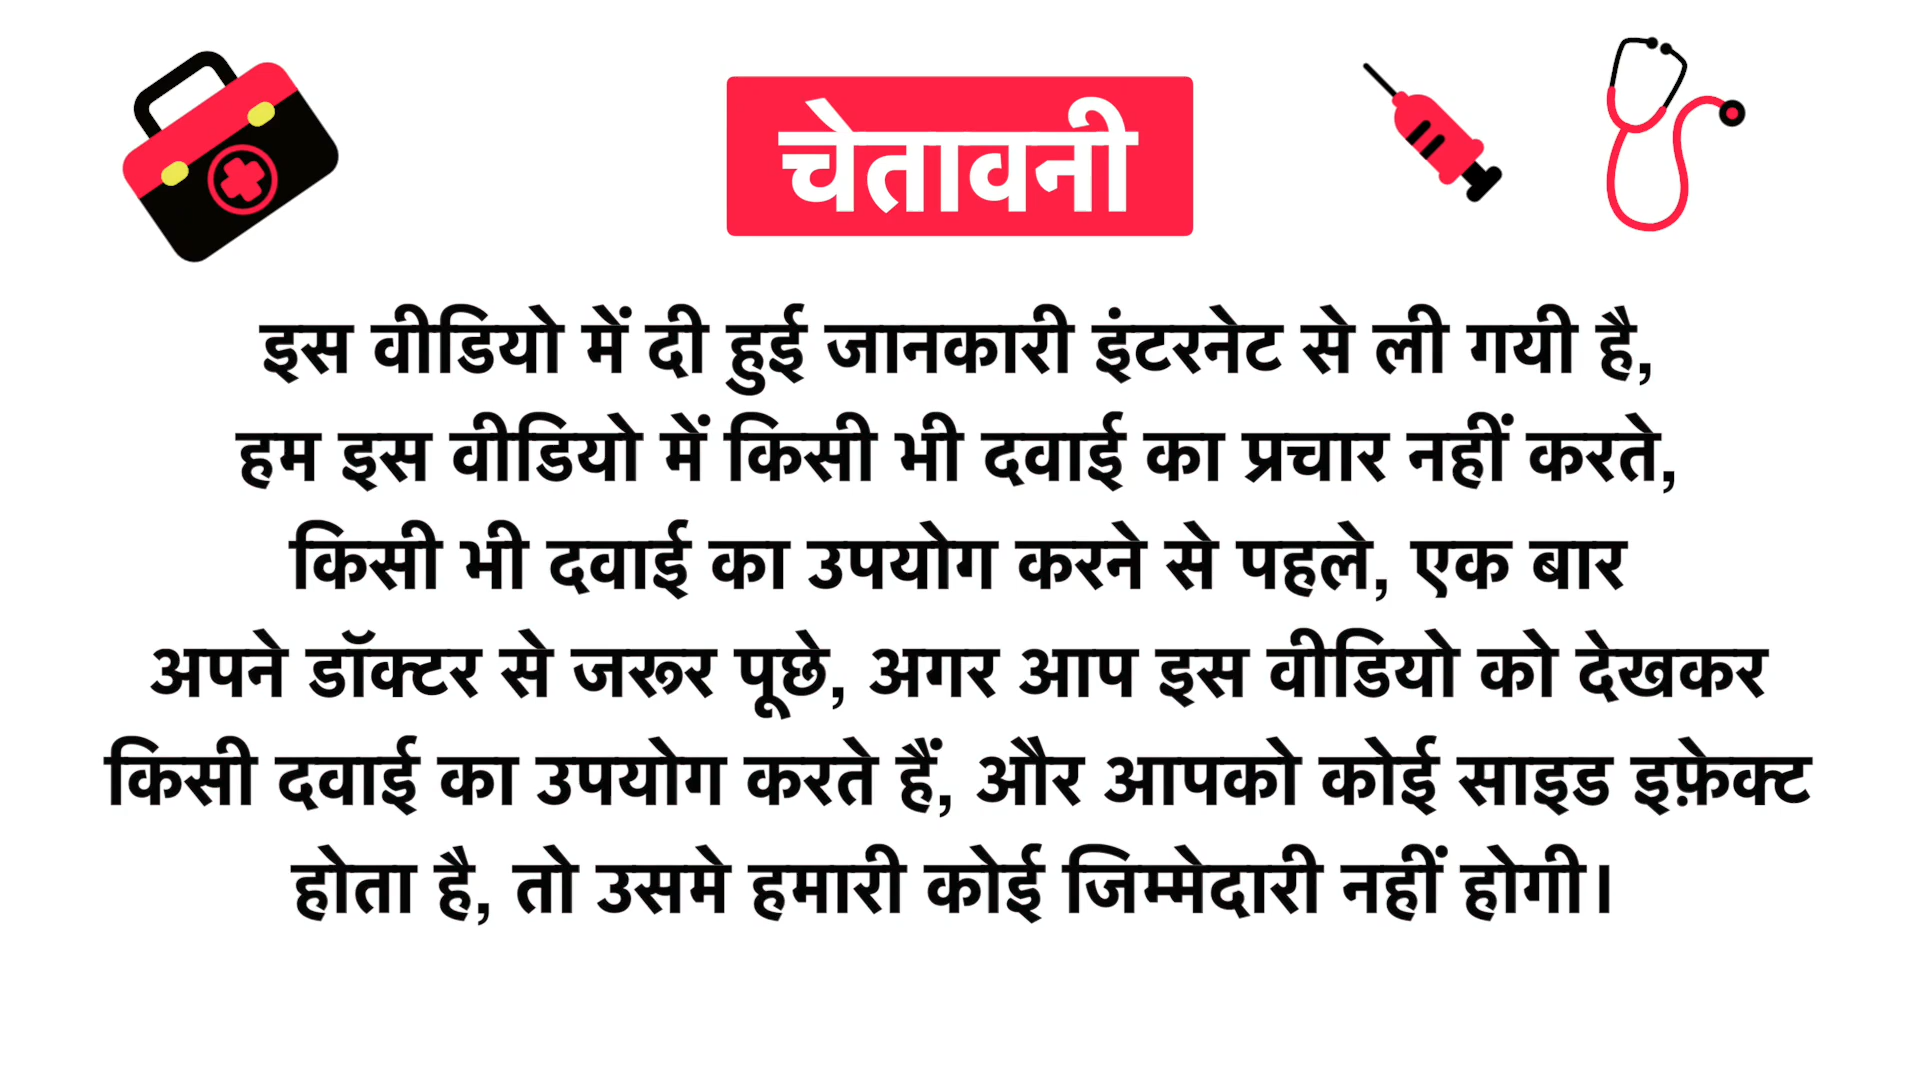 चेतावनी
इस वीडियो में दी हुई जानकारी इंटरनेट से ली गयी है,
हम इस वीडियो में किसी भी दवाई का प्रचार नहीं करते,
किसी भी दवाई का उपयोग करने से पहले, एक बार
अपने डॉक्टर से जरूर पूछे, अगर आप इस वीडियो को देखकर
किसी दवाई का उपयोग करते हैं, और आपको कोई साइड इफ़ेक्ट
होता है, तो उसमे हमारी कोई जिम्मेदारी नहीं होगी।